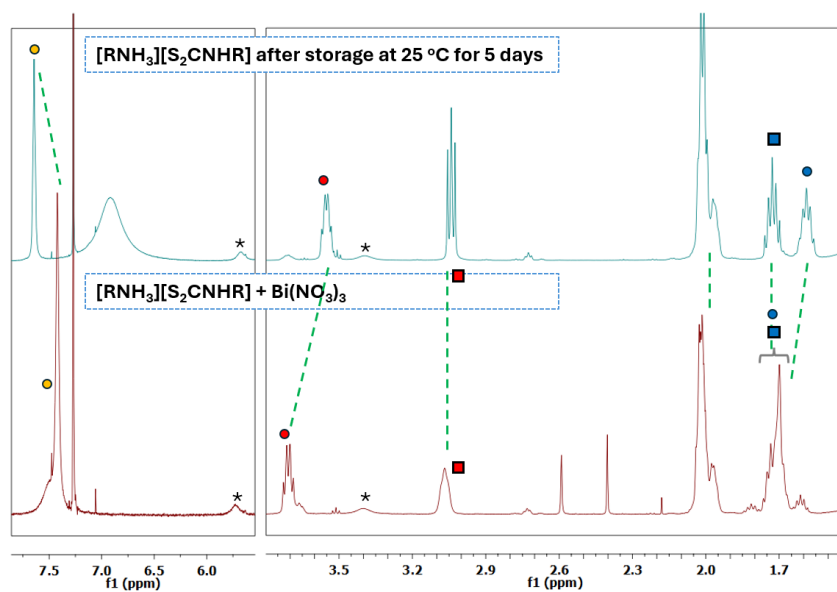 [RNH₃][S₂CNHR] after storage at 25 °C for 5 days
*
*
[RNH₃][S₂CNHR] + Bi(NO₃)₃
*
*
7.5 7.0 6.5 6.0 3.5 3.2 2.9 2.6 2.3 2.0 1.7
f1 (ppm) f1 (ppm)